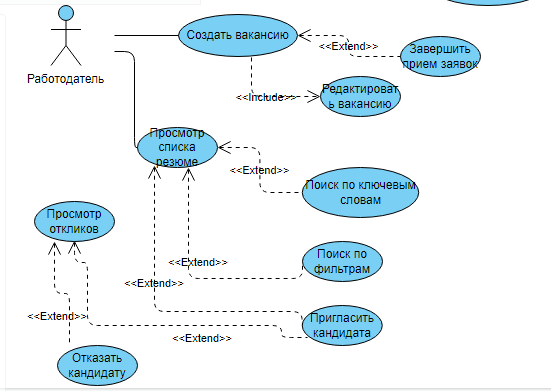 Создать вакансию
<<Extend>>
Завершить
прием заявок
Работодатель
<<Include>>
Редактироват
ь вакансию
Просмотр
списка
резюме
<<Extend>>
Поиск по ключевым
словам
Просмотр
откликов
<<Extend>>
Поиск по
фильтрам
<<Extend>>
<<Extend>>
Пригласить
кандидата
<<Extend>>
Отказать
кандидату